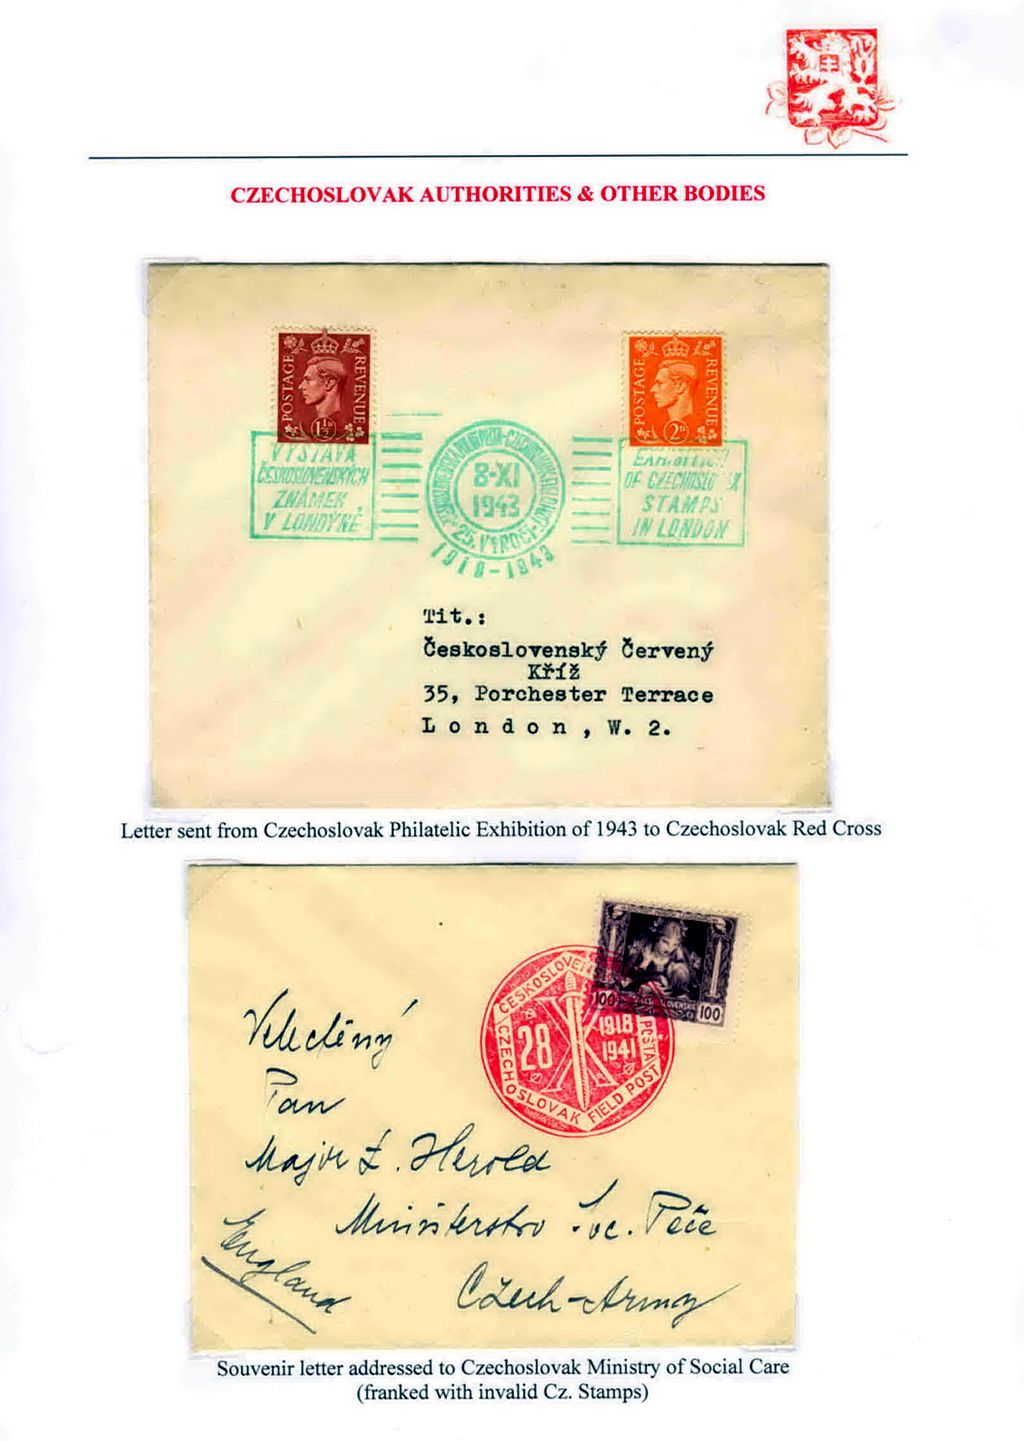 CZECHOSLOVAK AUTHORITIES & OTHER BODIES
POSTAGE REVENUE
1½D
POSTAGE REVENUE
2D
VÝSTAVA
ČESKOSLOVENSKÝCH
ZNÁMEK
V LONDÝNĚ
8-XI
1943
25. VÝROČÍ
1918-1943
EXHIBITION
OF CZECHOSLOVAK
STAMPS
IN LONDON
Tit.:
Československý Červený
Kříž
35, Porchester Terrace
London, W. 2.
Letter sent from Czechoslovak Philatelic Exhibition of 1943 to Czechoslovak Red Cross
100 100
28 X
1918
1941
POŠTA
CZECHOSLOVAK FIELD POST
Veleděný
Pan
Major L. Herold
Ministerstvo Soc. Péče
England
Czech-Army
Souvenir letter addressed to Czechoslovak Ministry of Social Care
(franked with invalid Cz. Stamps)